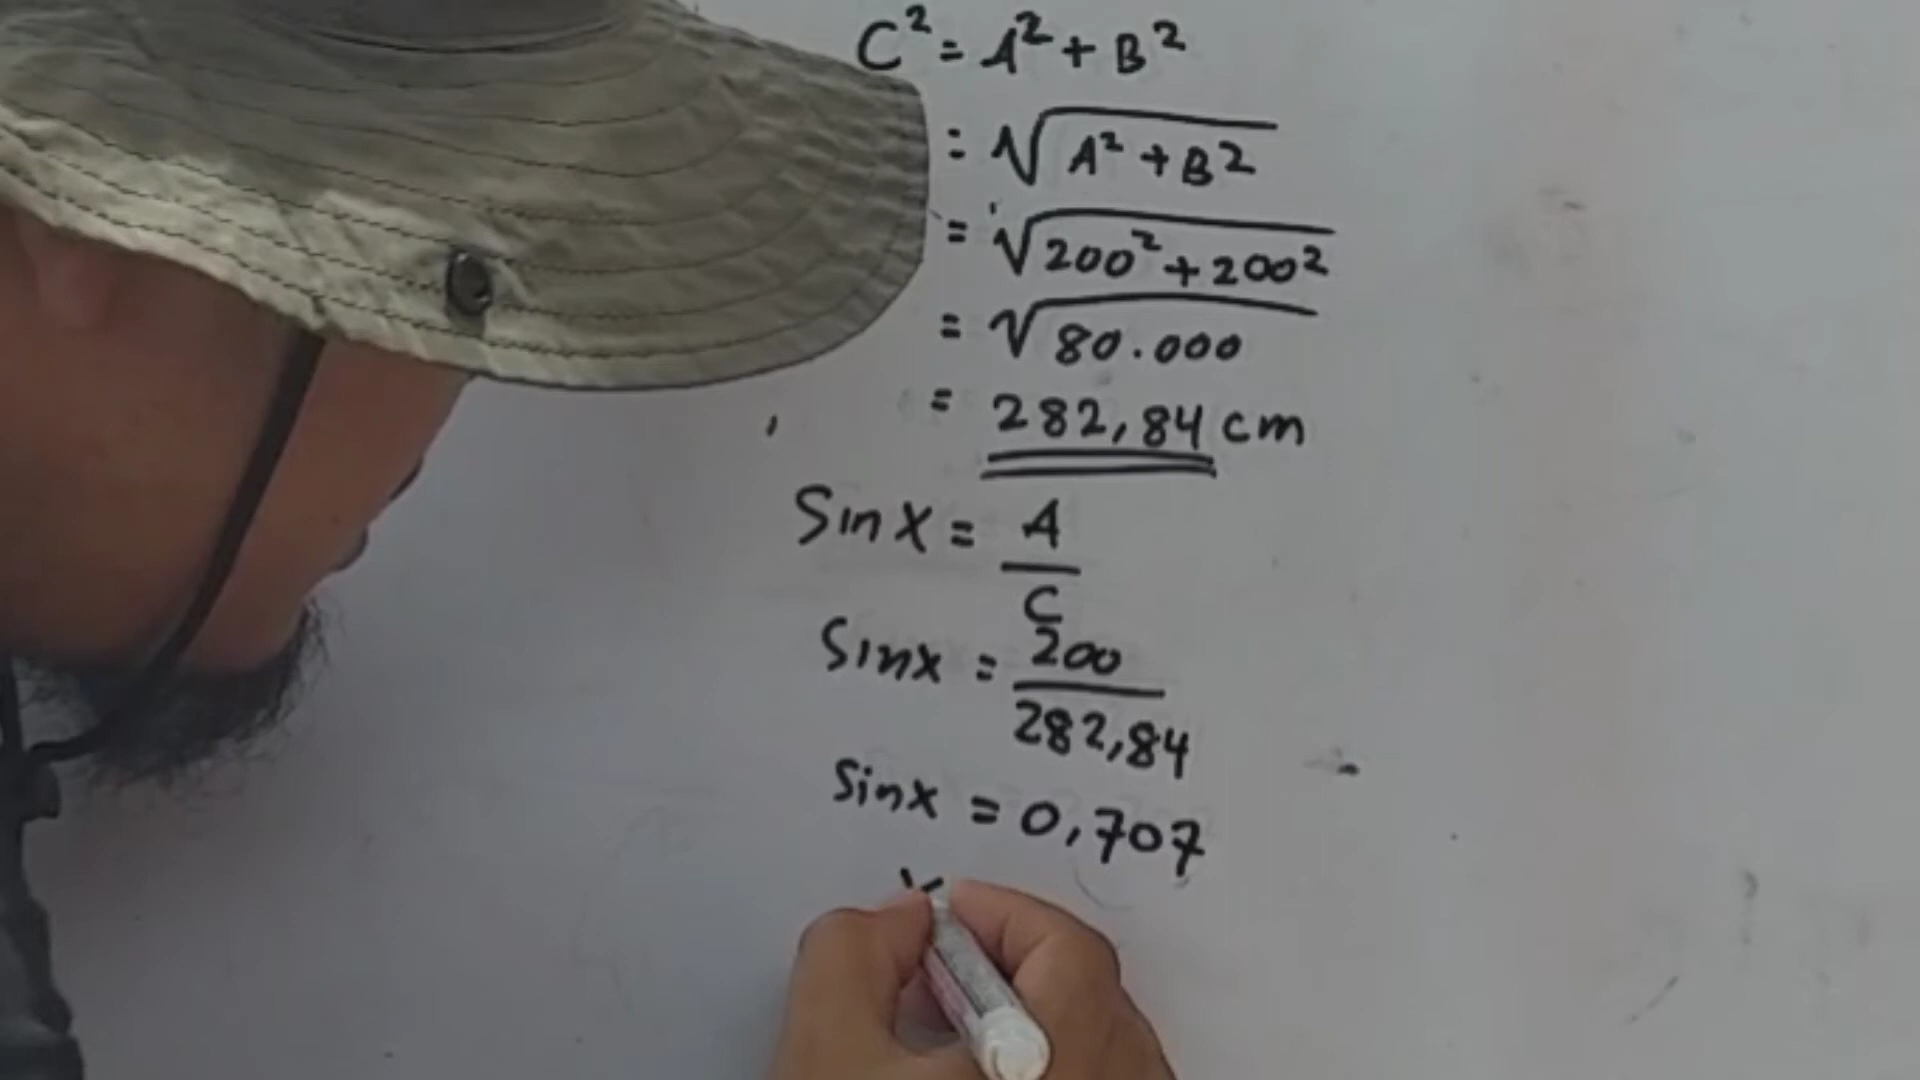 C² = A² + B²
= √A² + B²
= √200² + 200²
= √80.000
= 282,84 cm
Sin X = A
C
Sin x = 200
282,84
Sin x = 0,707
x